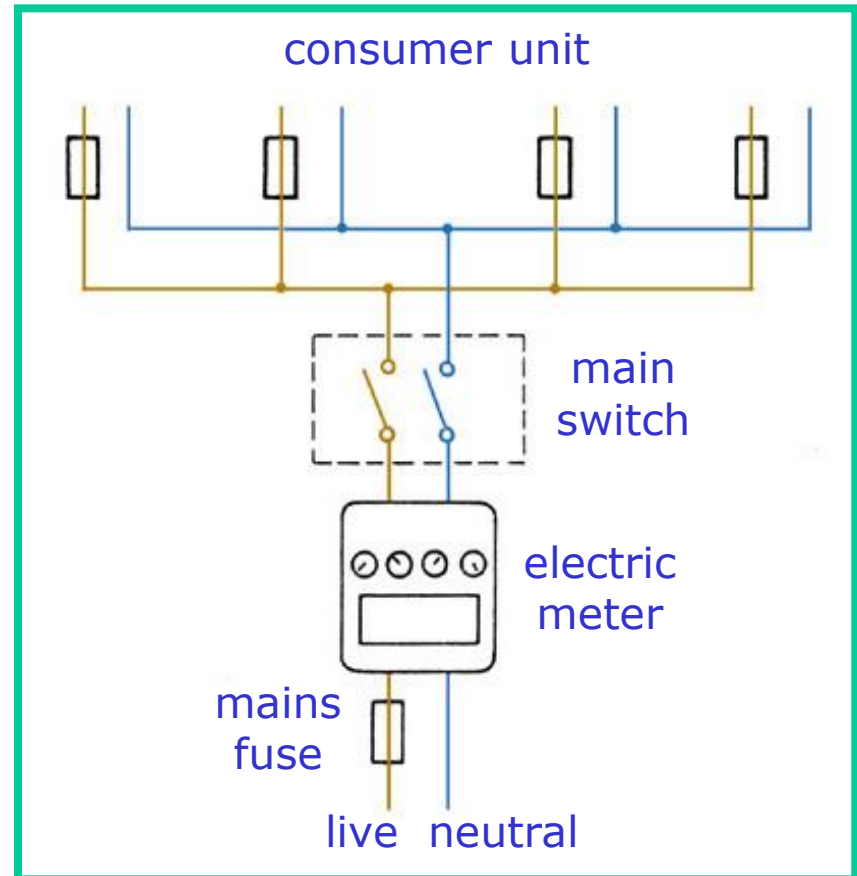 consumer unit
main
switch
electric
meter
mains
fuse
live neutral